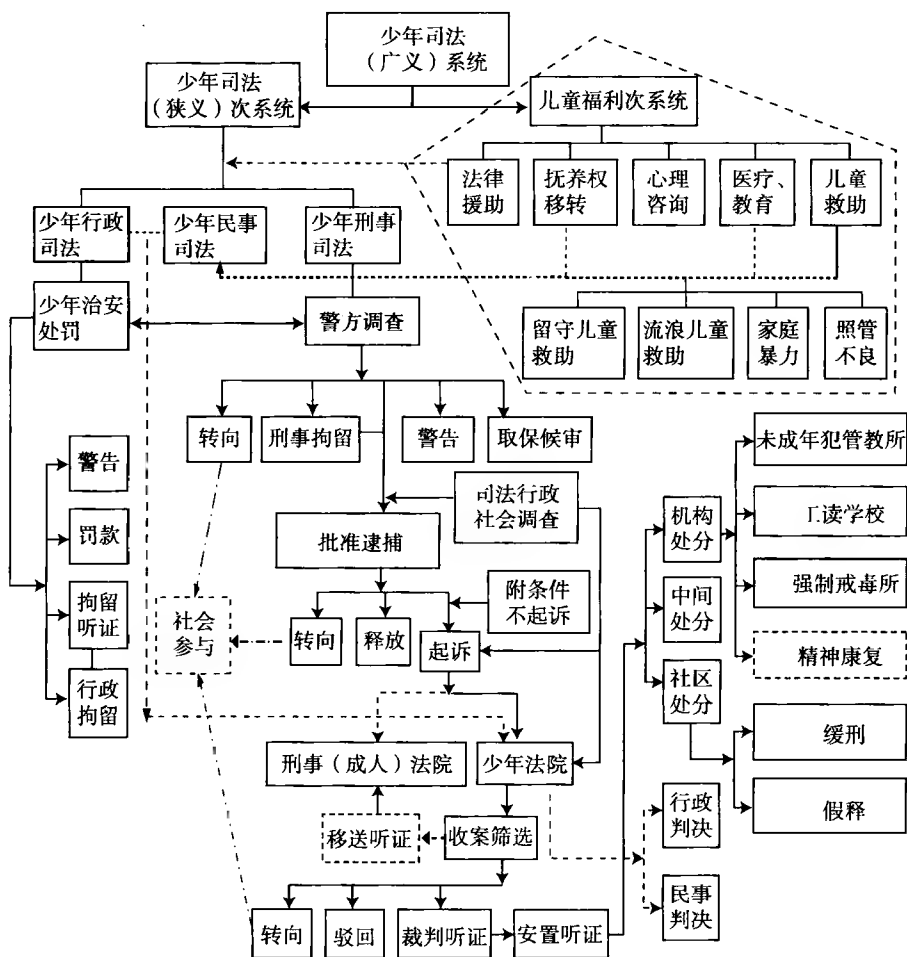 少年司法
（广义）系统
少年司法
（狭义）次系统
儿童福利次系统
法律
援助
抚养权
移转
心理
咨询
医疗、
教育
儿童
救助
少年行政
司法
少年民事
司法
少年刑事
司法
少年治安
处罚
警方调查
留守儿童
救助
流浪儿童
救助
家庭
暴力
照管
不良
转向
刑事拘留
警告
取保候审
未成年犯管教所
警告
司法行政
社会调查
机构
处分
工读学校
罚款
批准逮捕
强制戒毒所
拘留
听证
社会
参与
转向
释放
起诉
附条件
不起诉
中间
处分
精神康复
行政
拘留
社区
处分
缓刑
刑事（成人）法院
少年法院
行政
判决
假释
移送听证
收案筛选
民事
判决
转向
驳回
裁判听证
安置听证